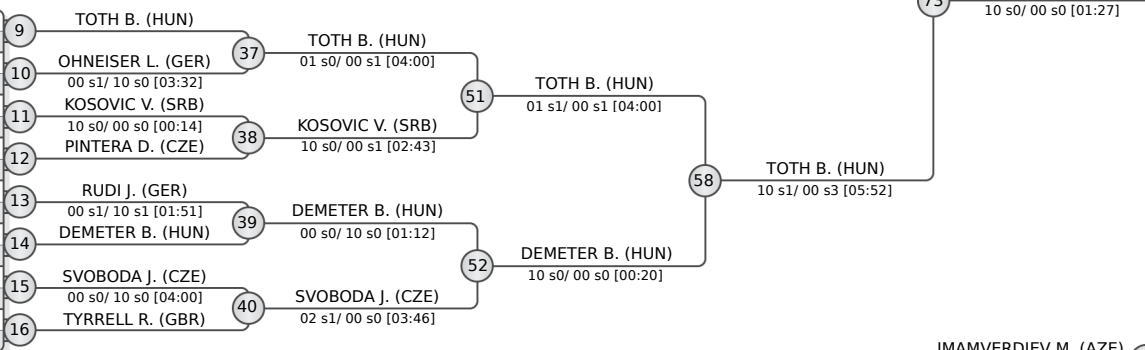 9
TOTH B. (HUN)
10
OHNEISER L. (GER)
00 s1/ 10 s0 [03:32]
11
KOSOVIC V. (SRB)
10 s0/ 00 s0 [00:14]
12
PINTERA D. (CZE)
13
RUDI J. (GER)
00 s1/ 10 s1 [01:51]
14
DEMETER B. (HUN)
15
SVOBODA J. (CZE)
00 s0/ 10 s0 [04:00]
16
TYRRELL R. (GBR)
37
TOTH B. (HUN)
01 s0/ 00 s1 [04:00]
38
KOSOVIC V. (SRB)
10 s0/ 00 s1 [02:43]
39
DEMETER B. (HUN)
00 s0/ 10 s0 [01:12]
40
SVOBODA J. (CZE)
02 s1/ 00 s0 [03:46]
51
TOTH B. (HUN)
01 s1/ 00 s1 [04:00]
52
DEMETER B. (HUN)
10 s0/ 00 s0 [00:20]
58
TOTH B. (HUN)
10 s1/ 00 s3 [05:52]
73
10 s0/ 00 s0 [01:27]
IMAMVERDIEV M. (AZE)